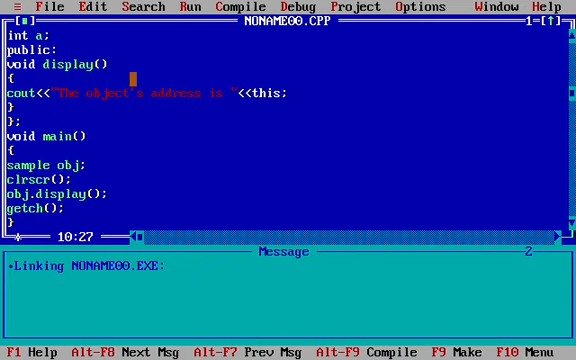 ≡ File Edit Search Run Compile Debug Project Options Window Help
[■] NONAME00.CPP 1=[↑]
int a;
public:
void display()
{
cout<<"The object's address is "<<this;
}
};
void main()
{
sample obj;
clrscr();
obj.display();
getch();
}
* 10:27
Message 2
•Linking NONAME00.EXE:
F1 Help Alt-F8 Next Msg Alt-F7 Prev Msg Alt-F9 Compile F9 Make F10 Menu